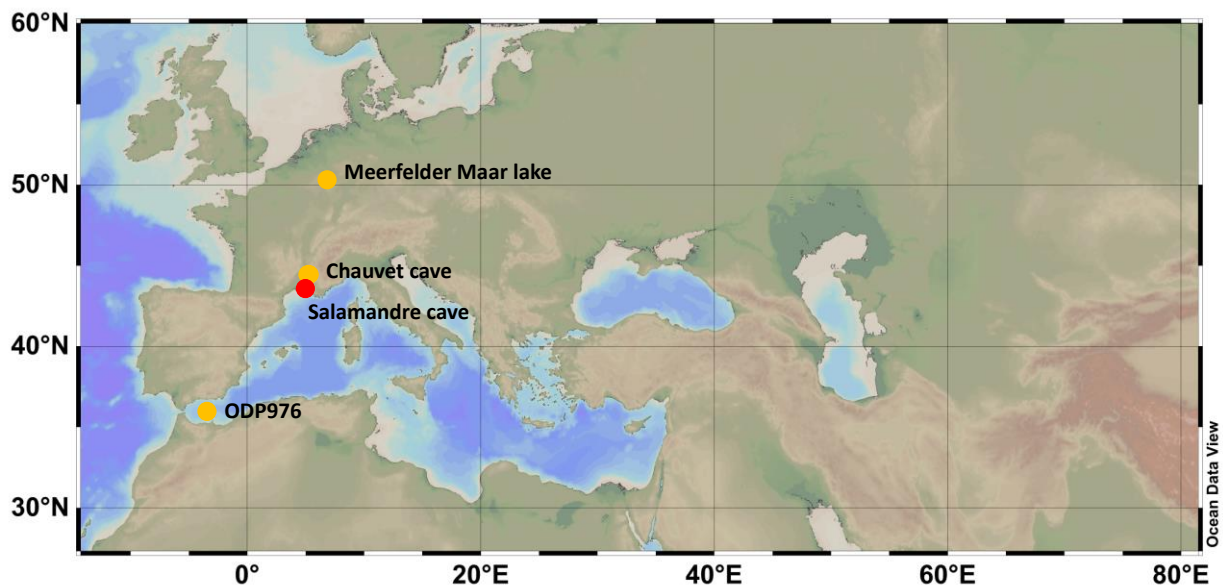 60°N
50°N
40°N
30°N
Meerfelder Maar lake
Chauvet cave
Salamandre cave
ODP976
0°
20°E
40°E
60°E
80°E
Ocean Data View